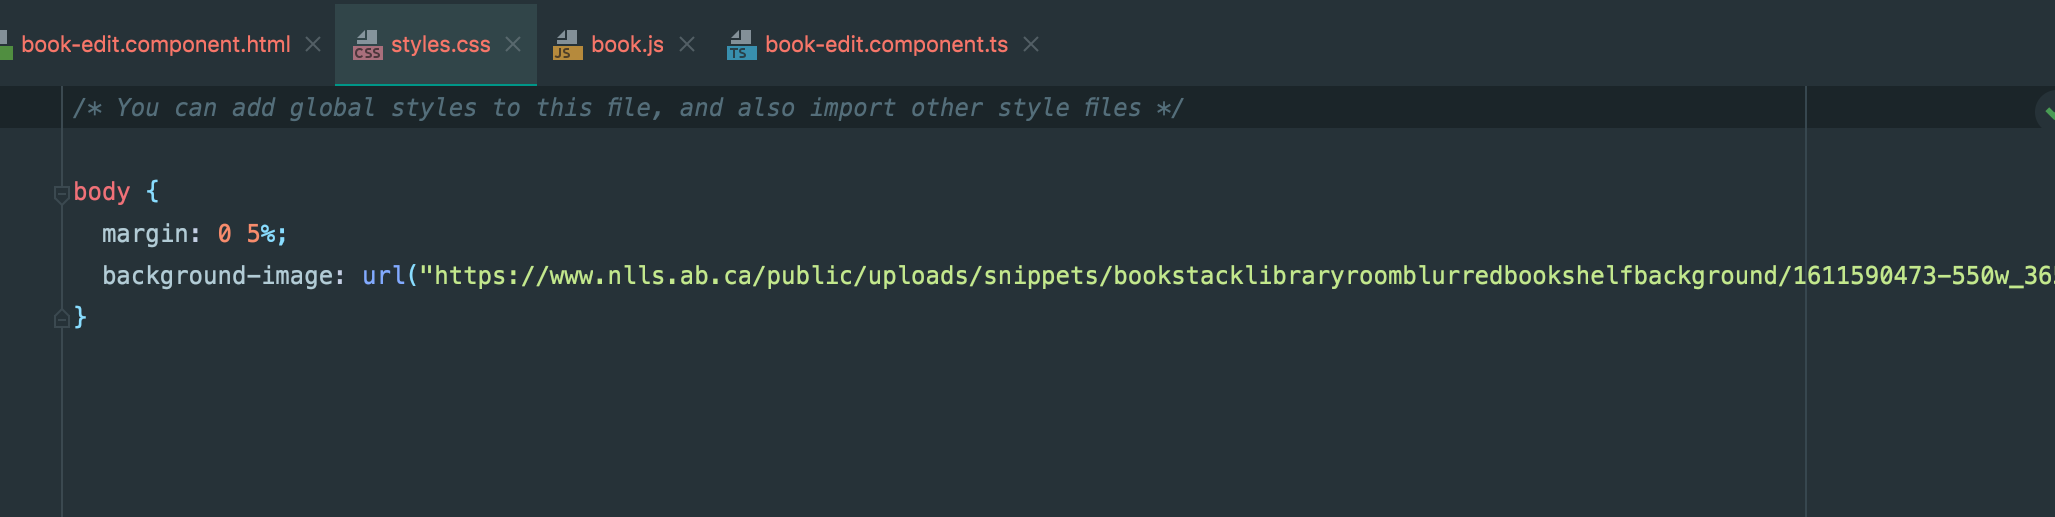 book-edit.component.html
styles.css
book.js
book-edit.component.ts
CSS
JS
TS
/* You can add global styles to this file, and also import other style files */
body {
margin: 0 5%;
background-image: url("https://www.nlls.ab.ca/public/uploads/snippets/bookstacklibraryroomblurredbookshelfbackground/1611590473-550w_36
}